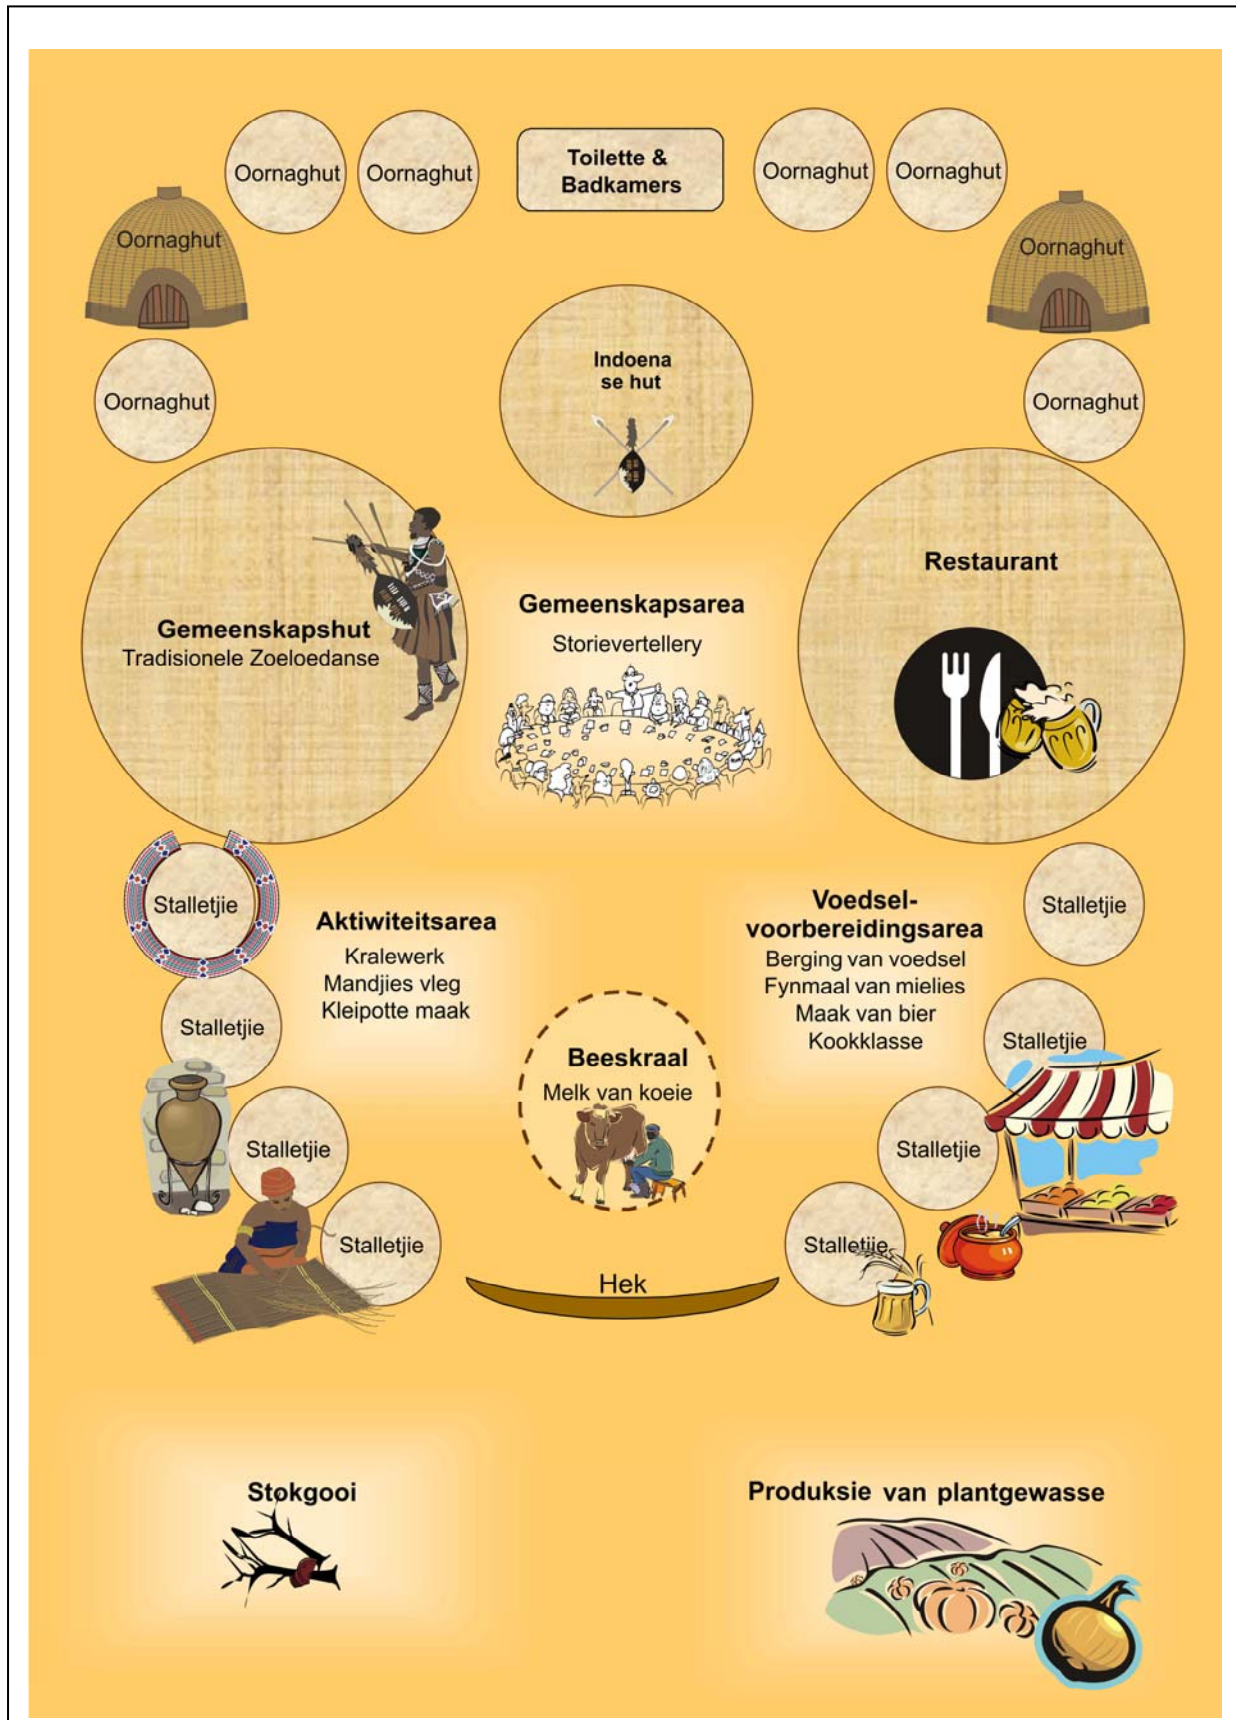 Oornaghut
Oornaghut
Toilette &
Badkamers
Oornaghut
Oornaghut
Oornaghut
Oornaghut
Indoena
se hut
Oornaghut
Oornaghut
Gemeenskapshut
Tradisionele Zoeloedanse
Gemeenskapsarea
Storievertellery
Restaurant
Stalletjie
Stalletjie
Stalletjie
Stalletjie
Aktiwiteitsarea
Kralewerk
Mandjies vleg
Kleipotte maak
Beeskraal
Melk van koeie
Voedsel-
voorbereidingsarea
Berging van voedsel
Fynmaal van mielies
Maak van bier
Kookklasse
Stalletjie
Stalletjie
Stalletjie
Stalletjie
Hek
Stokgooi
Produksie van plantgewasse